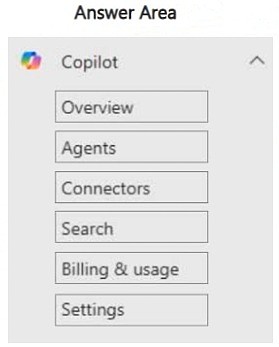 Answer Area
Copilot
Overview
Agents
Connectors
Search
Billing & usage
Settings